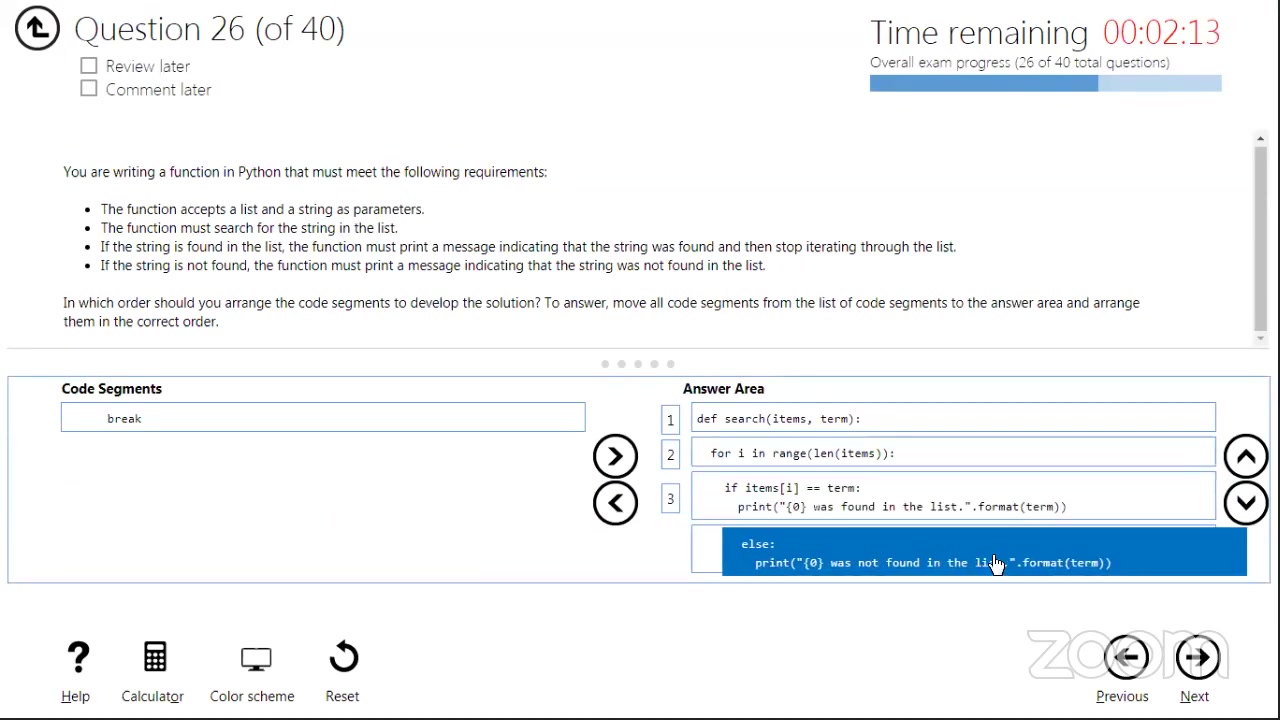 Question 26 (of 40)
Review later
Comment later
Time remaining 00:02:13
Overall exam progress (26 of 40 total questions)
You are writing a function in Python that must meet the following requirements:
• The function accepts a list and a string as parameters.
• The function must search for the string in the list.
• If the string is found in the list, the function must print a message indicating that the string was found and then stop iterating through the list.
• If the string is not found, the function must print a message indicating that the string was not found in the list.
In which order should you arrange the code segments to develop the solution? To answer, move all code segments from the list of code segments to the answer area and arrange
them in the correct order.
Code Segments
break
Answer Area
1 def search(items, term):
2 for i in range(len(items)):
3 if items[i] == term:
print("{0} was found in the list.".format(term))
else:
print("{0} was not found in the list.".format(term))
? Help
Calculator
Color scheme
Reset
zoom
Previous
Next